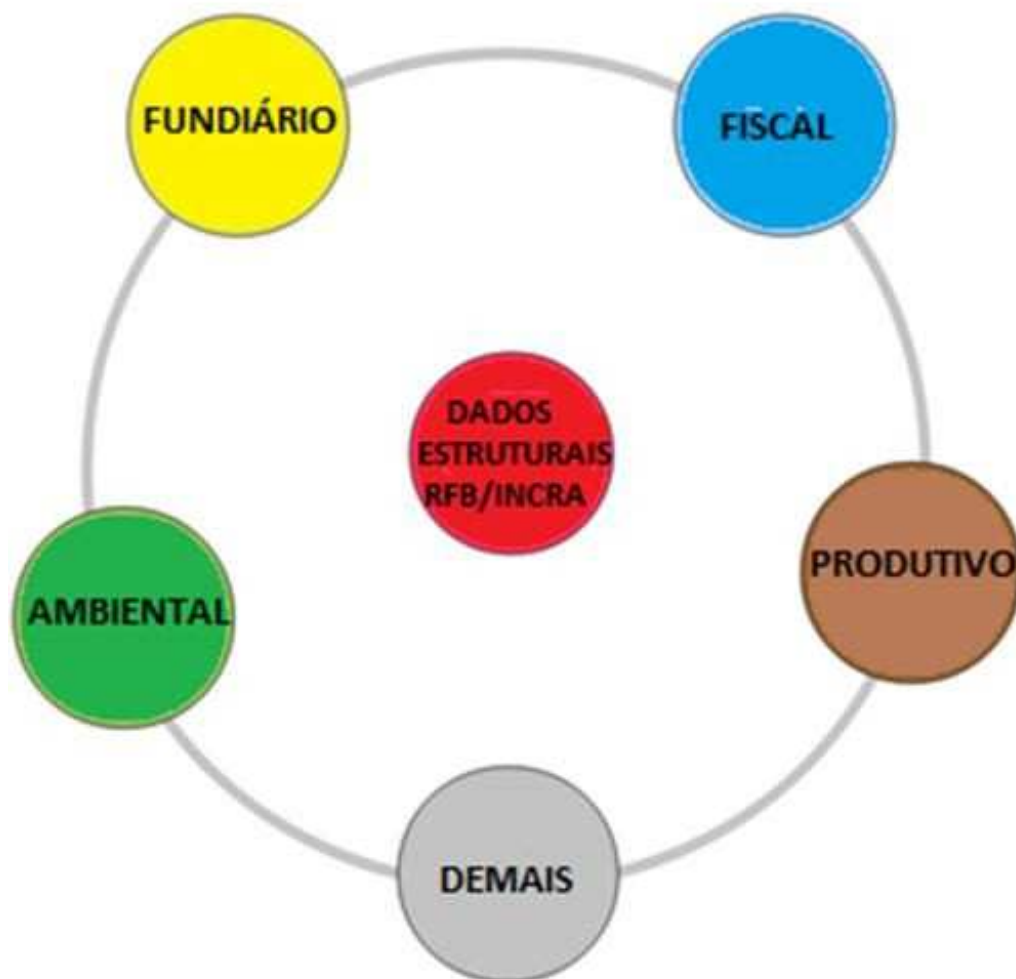 FUNDIÁRIO
FISCAL
DADOS
ESTRUTURAIS
RFB/INCRA
PRODUTIVO
AMBIENTAL
DEMAIS